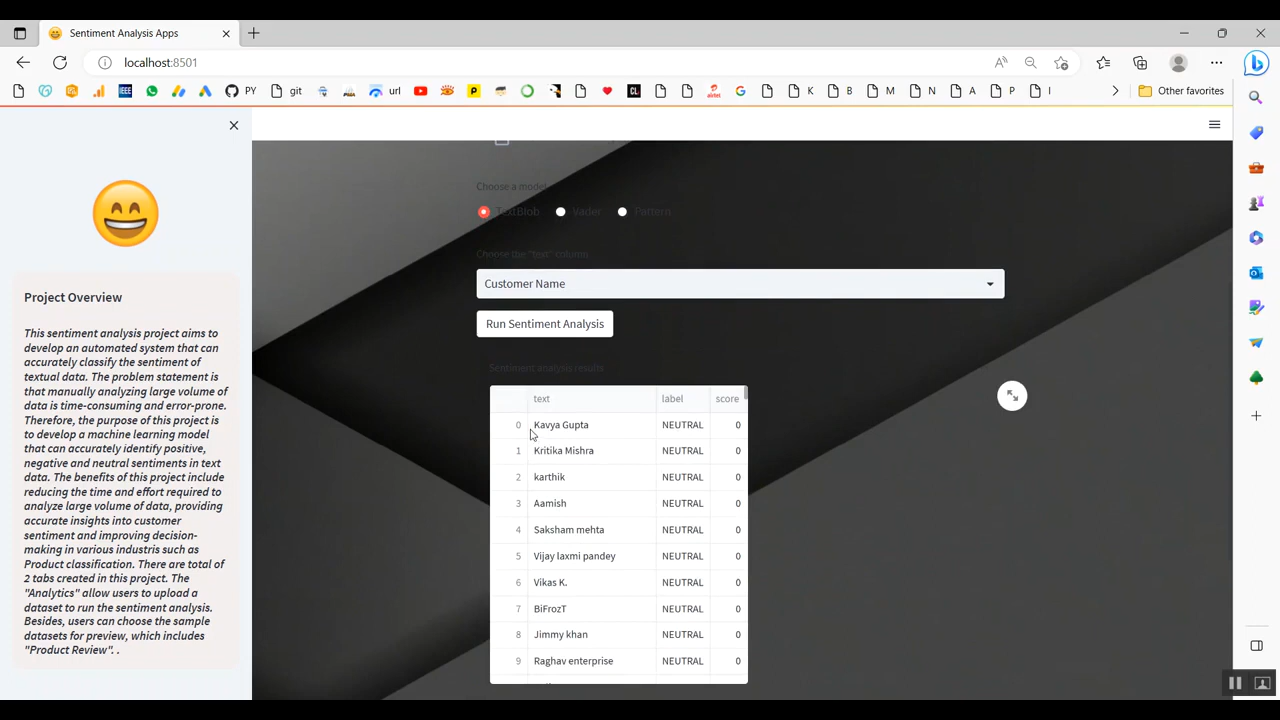 Sentiment Analysis Apps
localhost:8501
PY
git
url
K
B
M
N
A
P
I
Other favorites
Project Overview
This sentiment analysis project aims to
develop an automated system that can
accurately classify the sentiment of
textual data. The problem statement is
that manually analyzing large volume of
data is time-consuming and error-prone.
Therefore, the purpose of this project is
to develop a machine learning model
that can accurately identify positive,
negative and neutral sentiments in text
data. The benefits of this project include
reducing the time and effort required to
analyze large volume of data, providing
accurate insights into customer
sentiment and improving decision-
making in various industris such as
Product classification. There are total of
2 tabs created in this project. The
"Analytics" allow users to upload a
dataset to run the sentiment analysis.
Besides, users can choose the sample
datasets for preview, which includes
"Product Review". .
Choose a model
TextBlob Vader Pattern
Choose the "text" column
Customer Name
Run Sentiment Analysis
Sentiment analysis results
text label score
0 Kavya Gupta NEUTRAL 0
1 Kritika Mishra NEUTRAL 0
2 karthik NEUTRAL 0
3 Aamish NEUTRAL 0
4 Saksham mehta NEUTRAL 0
5 Vijay laxmi pandey NEUTRAL 0
6 Vikas K. NEUTRAL 0
7 BiFrozT NEUTRAL 0
8 Jimmy khan NEUTRAL 0
9 Raghav enterprise NEUTRAL 0